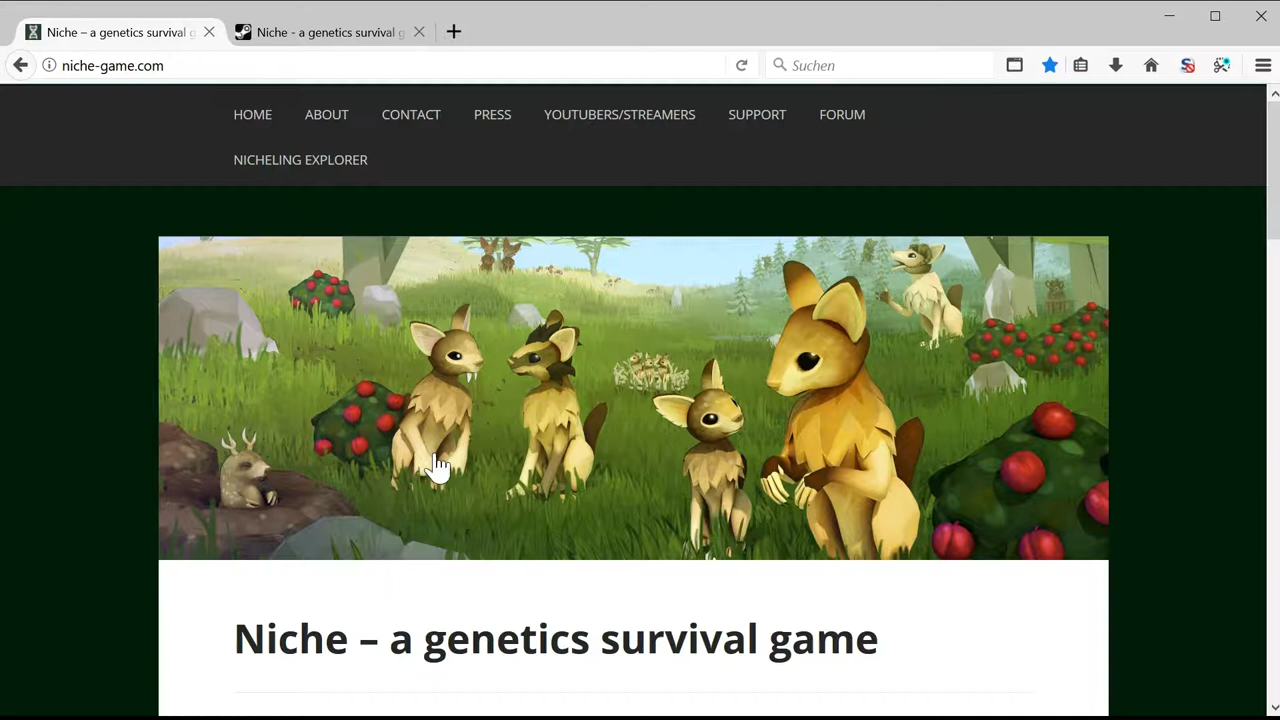 Niche – a genetics survival g
Niche - a genetics survival g
niche-game.com
Suchen
HOME ABOUT CONTACT PRESS YOUTUBERS/STREAMERS SUPPORT FORUM
NICHELING EXPLORER
Niche – a genetics survival game